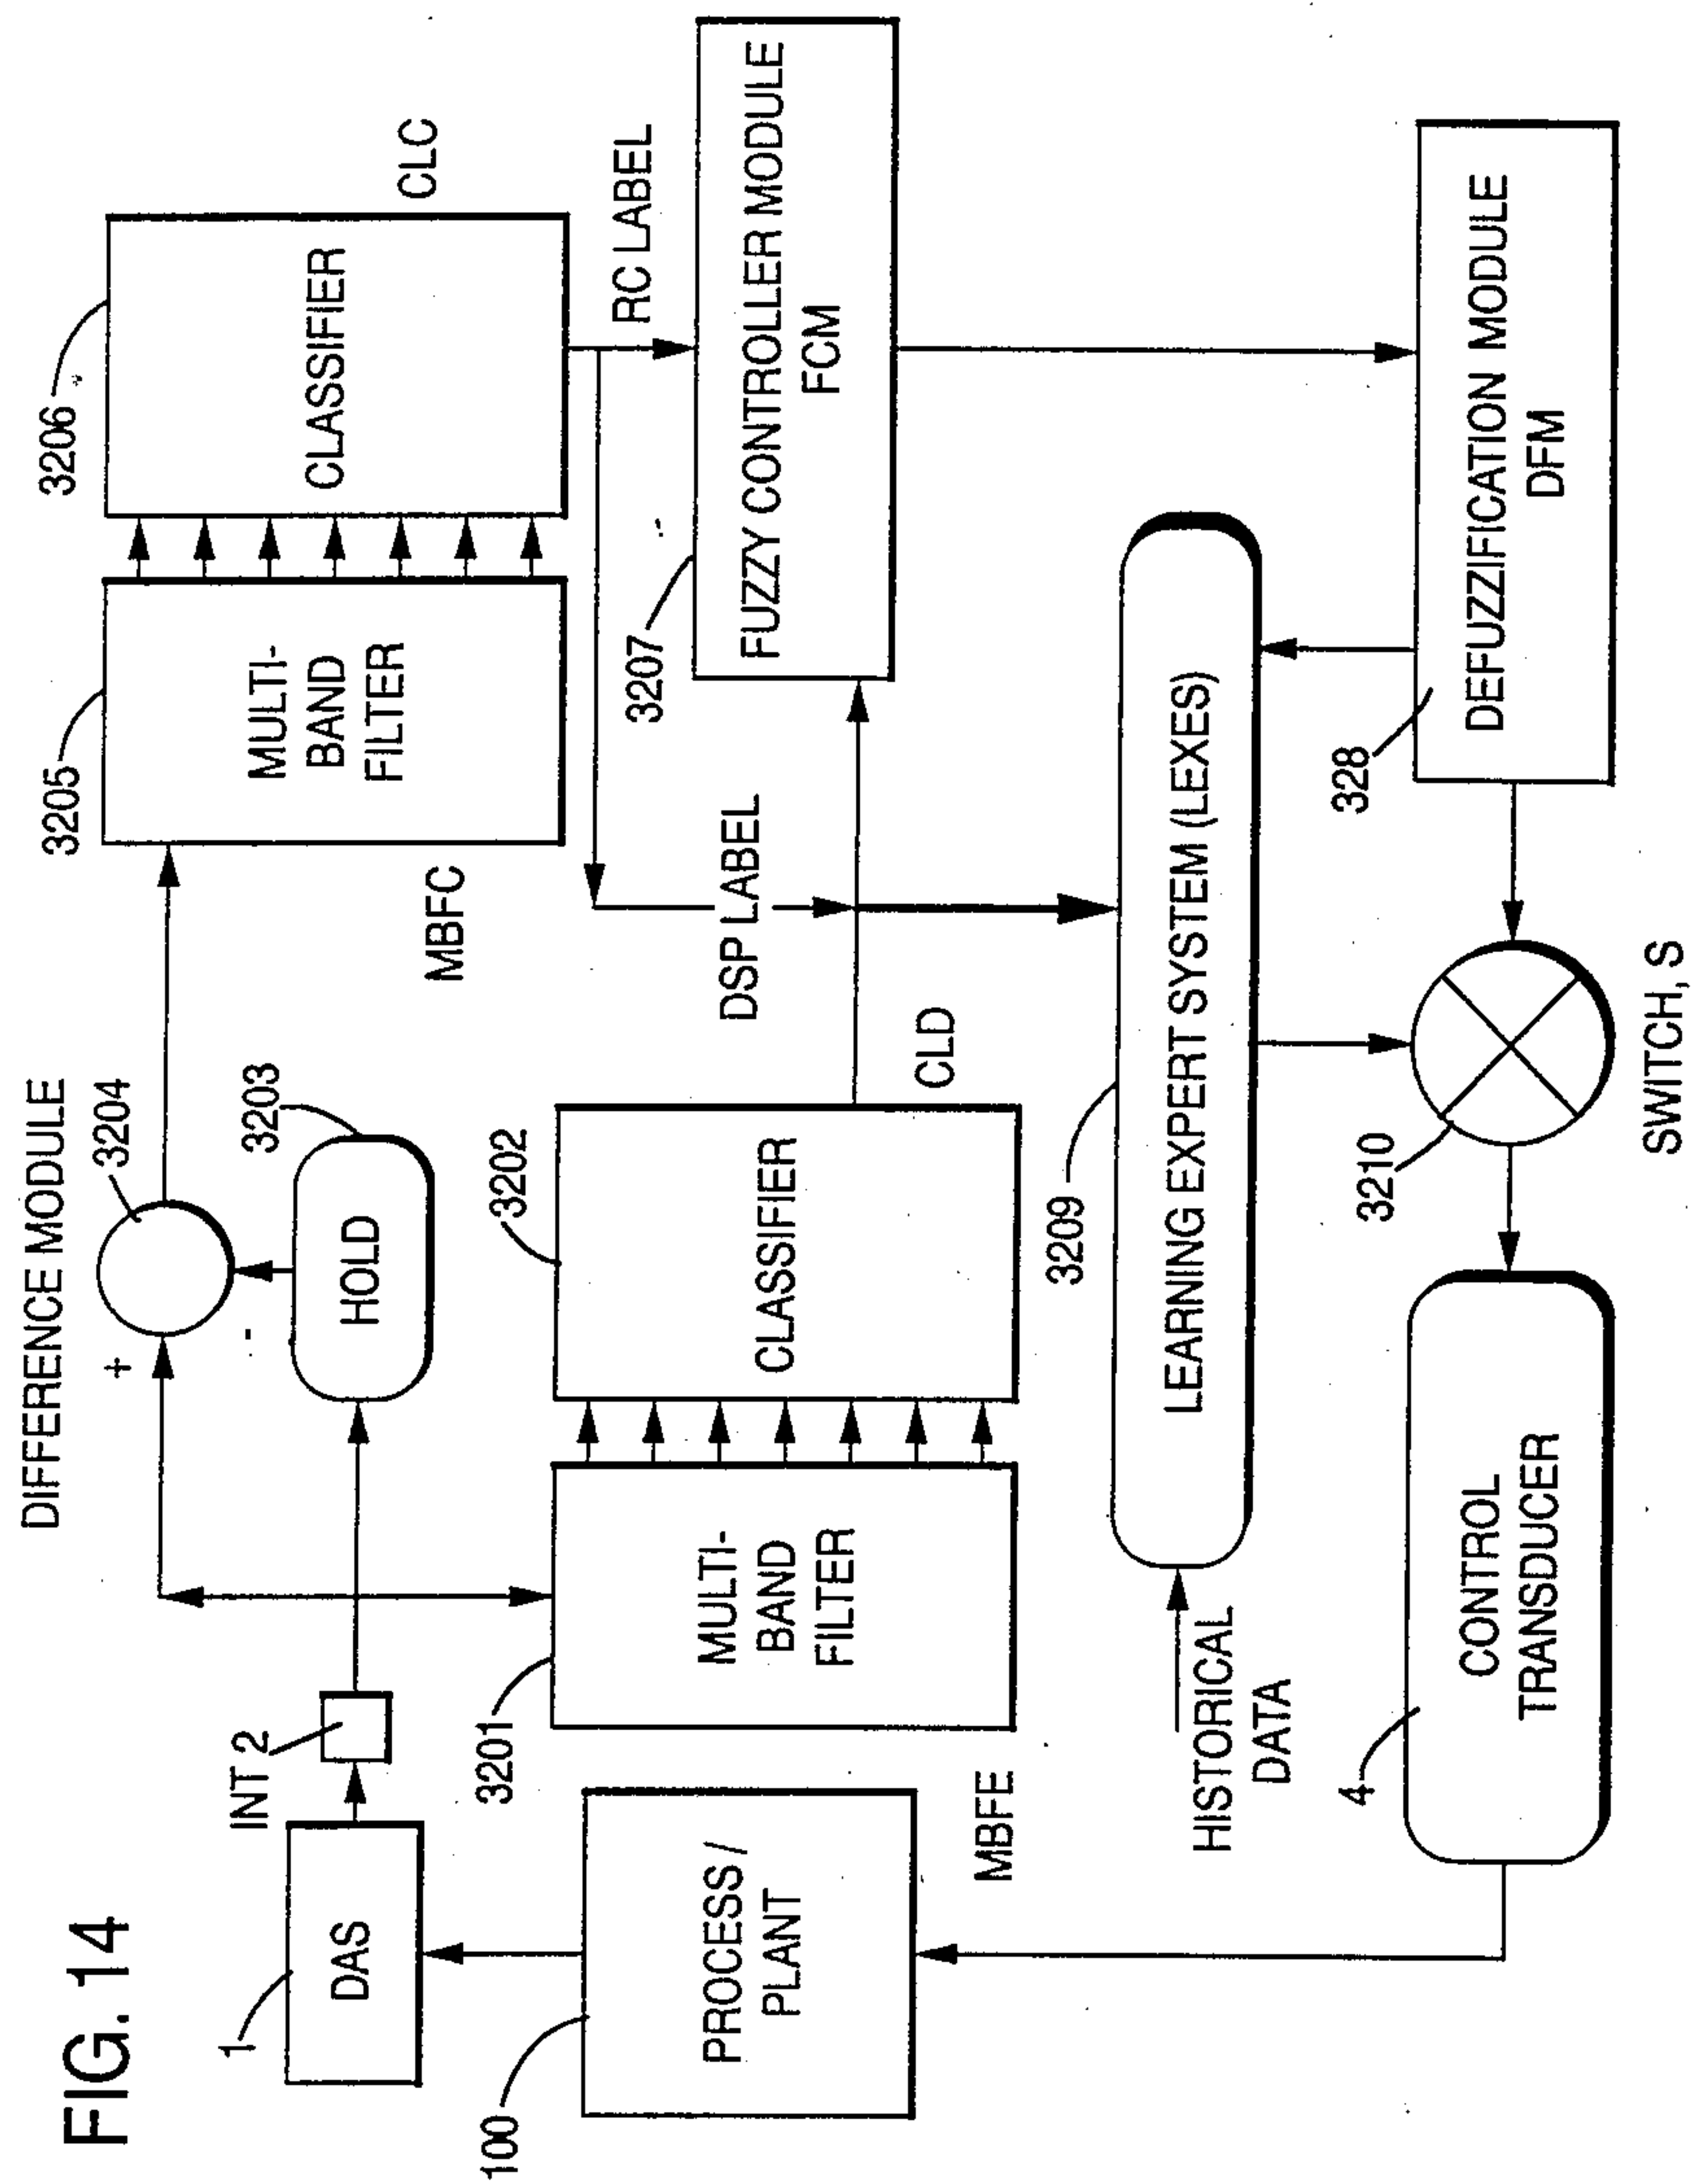 FIG. 14
DIFFERENCE MODULE
3204
+
-
3203
HOLD
INT 2
1
DAS
3205
MULTI-
BAND
FILTER
MBFC
3206
CLASSIFIER
CLC
RC LABEL
100
PROCESS /
PLANT
3201
MULTI-
BAND
FILTER
MBFE
3202
CLASSIFIER
CLD
DSP LABEL
3207
FUZZY CONTROLLER MODULE
FCM
HISTORICAL
DATA
3209
LEARNING EXPERT SYSTEM (LEXES)
4
CONTROL
TRANSDUCER
3210
SWITCH, S
328
DEFUZZIFICATION MODULE
DFM